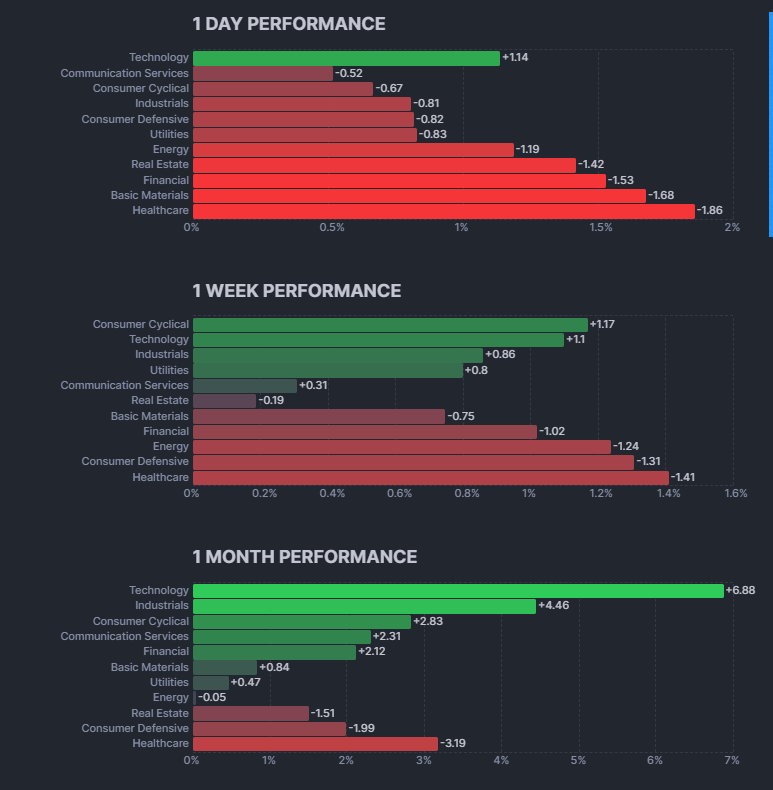 1 DAY PERFORMANCE
Technology +1.14
Communication Services -0.52
Consumer Cyclical -0.67
Industrials -0.81
Consumer Defensive -0.82
Utilities -0.83
Energy -1.19
Real Estate -1.42
Financial -1.53
Basic Materials -1.68
Healthcare -1.86
0% 0.5% 1% 1.5% 2%
1 WEEK PERFORMANCE
Consumer Cyclical +1.17
Technology +1.1
Industrials +0.86
Utilities +0.8
Communication Services +0.31
Real Estate -0.19
Basic Materials -0.75
Financial -1.02
Energy -1.24
Consumer Defensive -1.31
Healthcare -1.41
0% 0.2% 0.4% 0.6% 0.8% 1% 1.2% 1.4% 1.6%
1 MONTH PERFORMANCE
Technology +6.88
Industrials +4.46
Consumer Cyclical +2.83
Communication Services +2.31
Financial +2.12
Basic Materials +0.84
Utilities +0.47
Energy -0.05
Real Estate -1.51
Consumer Defensive -1.99
Healthcare -3.19
0% 1% 2% 3% 4% 5% 6% 7%